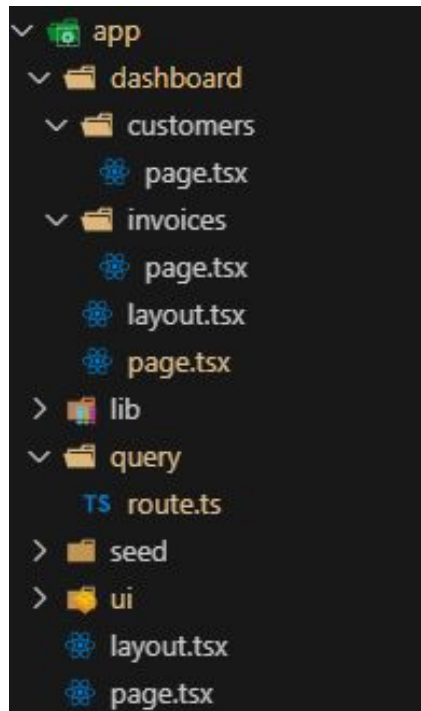 app
dashboard
customers
page.tsx
invoices
page.tsx
layout.tsx
page.tsx
lib
query
TS route.ts
seed
ui
layout.tsx
page.tsx